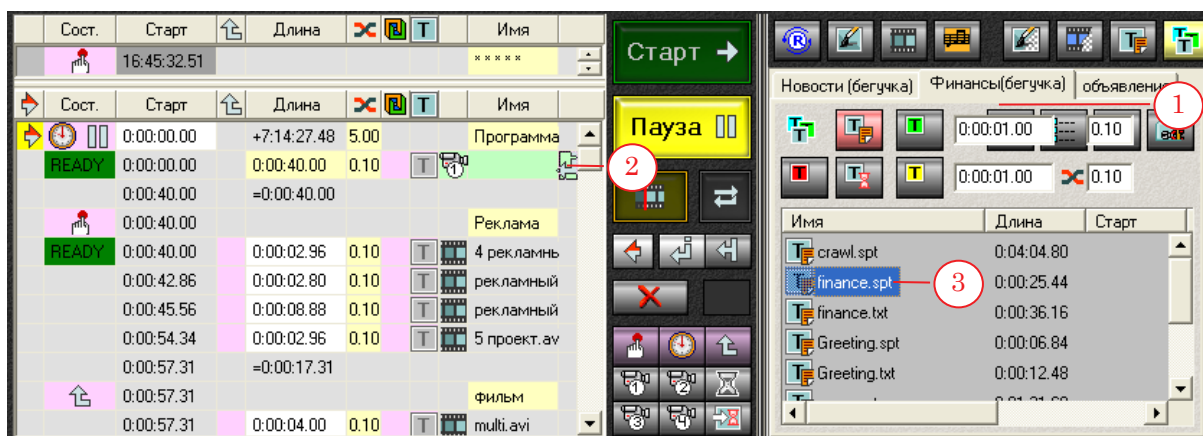 Сост. Старт Длина T Имя
16:45:32.51 *****
Сост. Старт Длина T Имя
0:00:00.00 +7:14:27.48 5.00 Программа
READY 0:00:00.00 0:00:40.00 0.10 T 1
0:00:40.00 =0:00:40.00
0:00:40.00 Реклама
READY 0:00:40.00 0:00:02.96 0.10 T 4 рекламнь
0:00:42.86 0:00:02.80 0.10 T рекламный
0:00:45.56 0:00:08.88 0.10 T рекламный
0:00:54.34 0:00:02.96 0.10 T 5 проект.av
0:00:57.31 =0:00:17.31
0:00:57.31 фильм
0:00:57.31 0:00:04.00 0.10 T multi.avi
Старт
Пауза
2
1 2
3 4
R T T
Новости (бегучка) Финансы(бегучка) объявление
1
T T T 0:00:01.00 0.10
T T T 0:00:01.00 0.10
Имя Длина Старт
crawl.spt 0:04:04.80
finance.spt 0:00:25.44
3
finance.txt 0:00:36.16
Greeting.spt 0:00:06.84
Greeting.txt 0:00:12.48